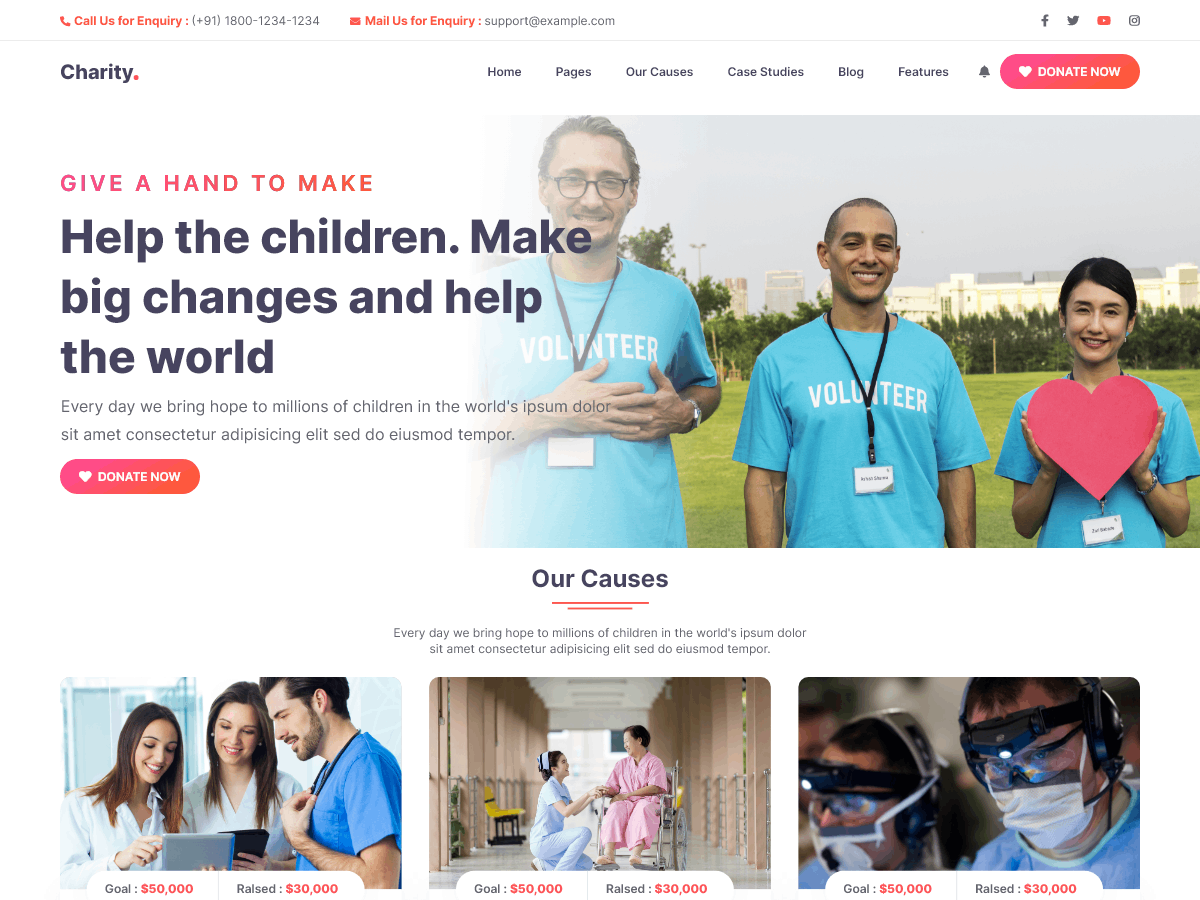 Call Us for Enquiry : (+91) 1800-1234-1234
Mail Us for Enquiry : support@example.com
Charity.
Home
Pages
Our Causes
Case Studies
Blog
Features
DONATE NOW
GIVE A HAND TO MAKE
Help the children. Make
big changes and help
the world
Every day we bring hope to millions of children in the world's ipsum dolor
sit amet consectetur adipisicing elit sed do eiusmod tempor.
DONATE NOW
VOLUNTEER
VOLUNTEER
Our Causes
Every day we bring hope to millions of children in the world's ipsum dolor
sit amet consectetur adipisicing elit sed do eiusmod tempor.
Goal : $50,000
Ralsed : $30,000
Goal : $50,000
Ralsed : $30,000
Goal : $50,000
Ralsed : $30,000